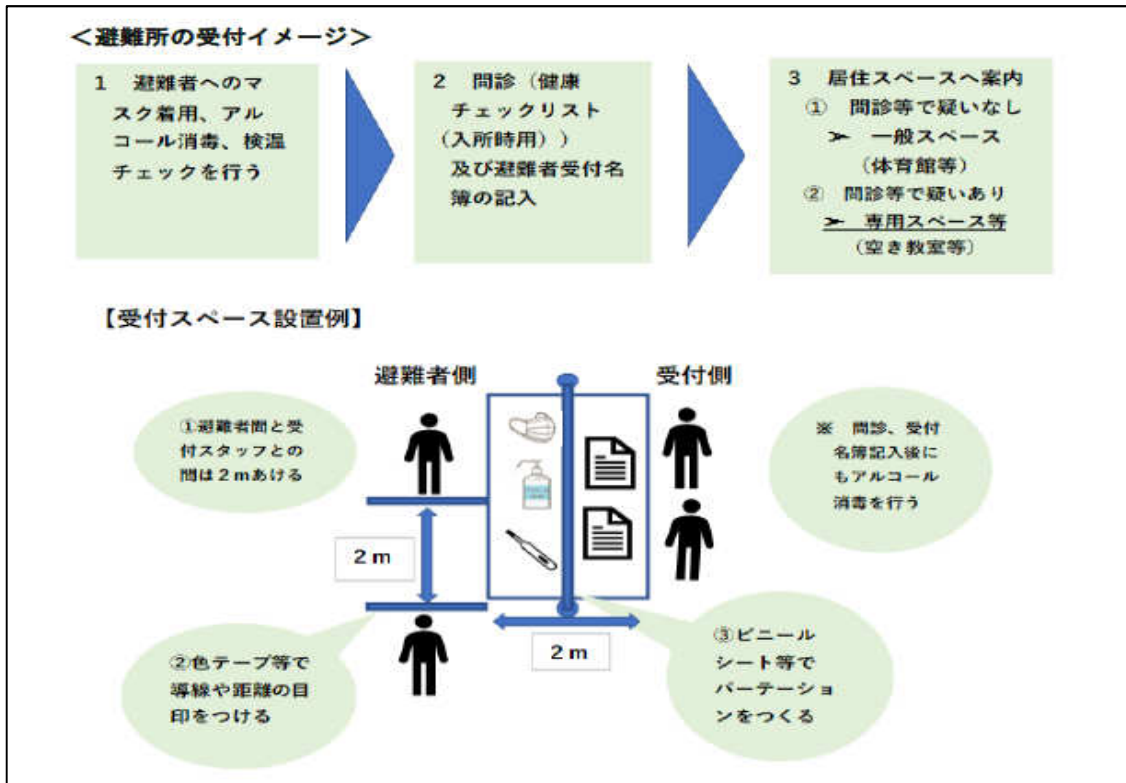 ＜避難所の受付イメージ＞
１　避難者へのマ
スク着用、アル
コール消毒、検温
チェックを行う
２　問診（健康
チェックリスト
（入所時用））
及び避難者受付名
簿の記入
３　居住スペースへ案内
①　問診等で疑いなし
➢　一般スペース
（体育館等）
②　問診等で疑いあり
➢　専用スペース等
（空き教室等）
【受付スペース設置例】
避難者側
受付側
①避難者間と受
付スタッフとの
間は２ｍあける
※　問診、受付
名簿記入後に
もアルコール
消毒を行う
２ｍ
２ｍ
②色テープ等で
導線や距離の目
印をつける
③ビニール
シート等で
パーテーショ
ンをつくる